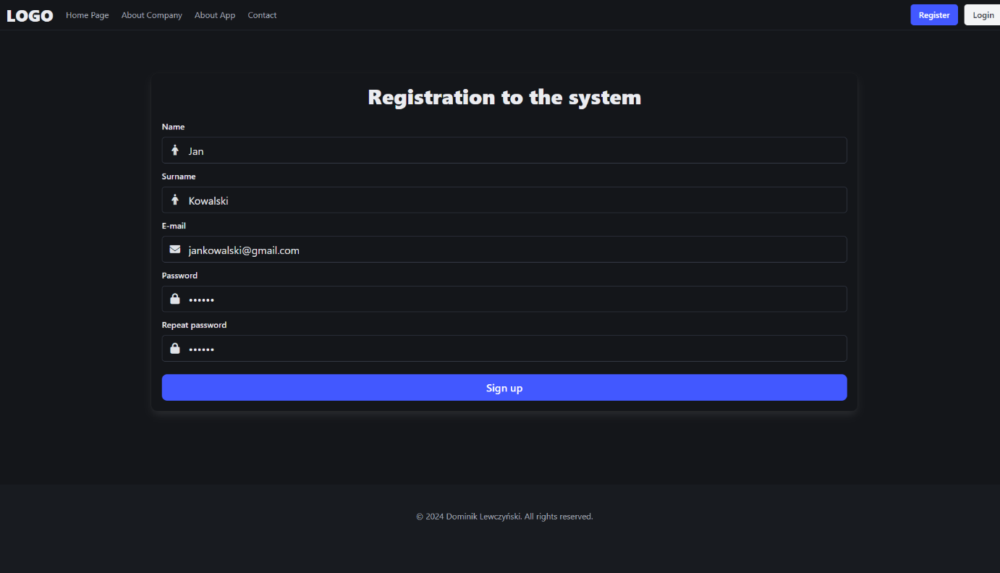 LOGO Home Page About Company About App Contact Register Login
Registration to the system
Name
Jan
Surname
Kowalski
E-mail
jankowalski@gmail.com
Password
••••••
Repeat password
••••••
Sign up
© 2024 Dominik Lewczyński. All rights reserved.